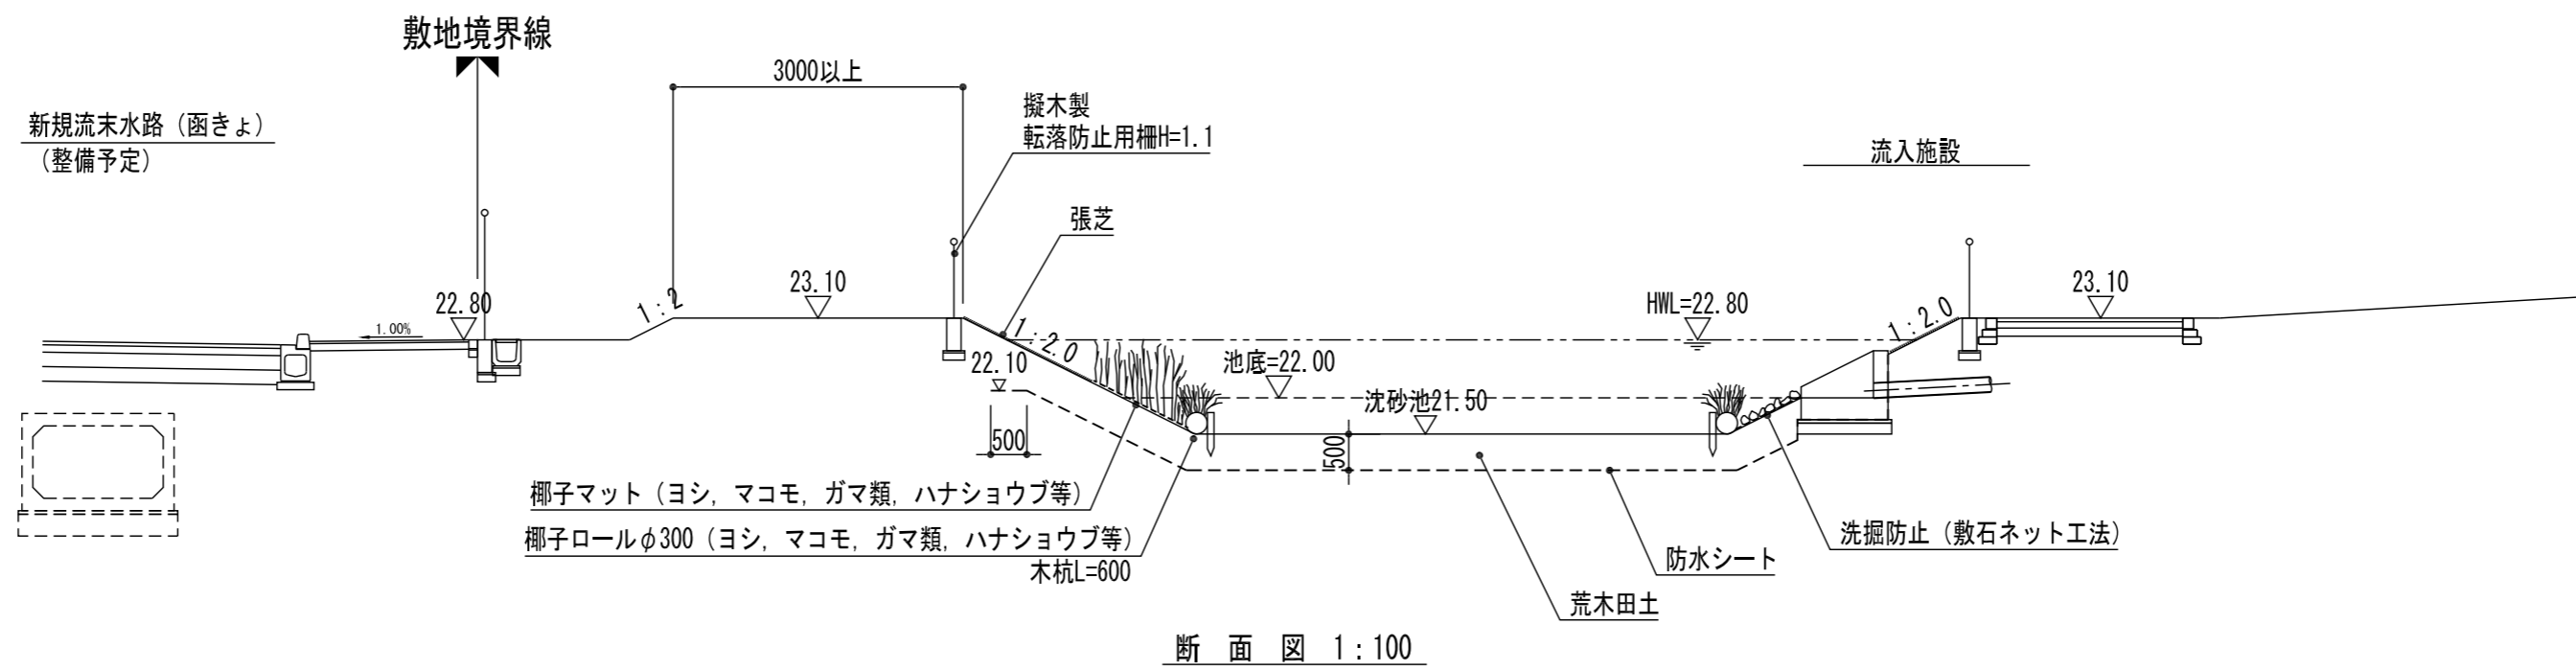 敷地境界線
3000以上
新規流末水路（函きょ）
（整備予定）
擬木製
転落防止用柵H=1.1
流入施設
張芝
22.80
1:2
23.10
HWL=22.80
23.10
1.00%
1:2.0
1:2.0
22.10
池底=22.00
沈砂池21.50
500
500
椰子マット（ヨシ, マコモ, ガマ類, ハナショウブ等）
椰子ロールφ300（ヨシ, マコモ, ガマ類, ハナショウブ等）
木杭L=600
洗掘防止（敷石ネット工法）
防水シート
荒木田土
断 面 図 1:100